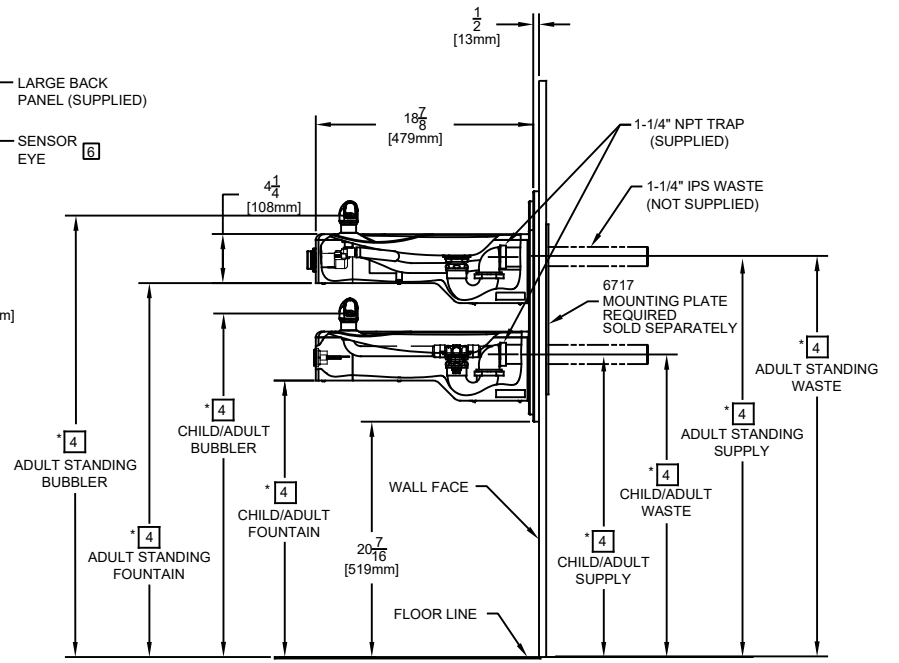 1
2
[13mm]
LARGE BACK
PANEL (SUPPLIED)
SENSOR
EYE 6
18 7
8
[479mm]
1-1/4" NPT TRAP
(SUPPLIED)
4 1
4
[108mm]
1-1/4" IPS WASTE
(NOT SUPPLIED)
6717
MOUNTING PLATE
REQUIRED
SOLD SEPARATELY
m]
* 4
ADULT STANDING
WASTE
* 4
CHILD/ADULT
BUBBLER
* 4
ADULT STANDING
SUPPLY
* 4
ADULT STANDING
BUBBLER
* 4
CHILD/ADULT
WASTE
* 4
CHILD/ADULT
FOUNTAIN
WALL FACE
* 4
ADULT STANDING
FOUNTAIN
20 7
16
[519mm]
* 4
CHILD/ADULT
SUPPLY
FLOOR LINE